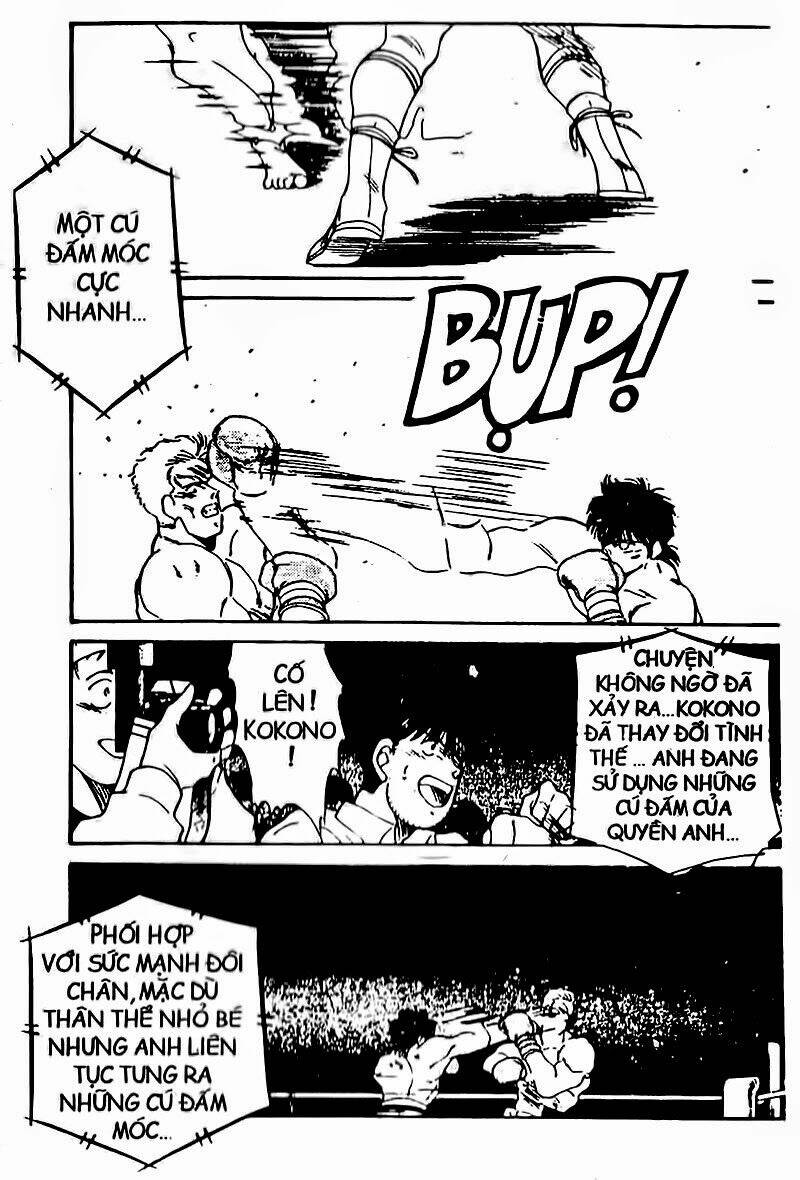 MỘT CÚ
ĐẤM MÓC
CỰC
NHANH...
BỤP!
CỐ
LÊN!
KOKONO
!
CHUYỆN
KHÔNG NGỜ ĐÃ
XẢY RA...KOKONO
ĐÃ THAY ĐỔI TÌNH
THẾ ... ANH ĐANG
SỬ DỤNG NHỮNG
CÚ ĐẤM CỦA
QUYỀN ANH...
PHỐI HỢP
VỚI SỨC MẠNH ĐÔI
CHÂN, MẶC DÙ
THÂN THỂ NHỎ BÉ
NHƯNG ANH LIÊN
TỤC TUNG RA
NHỮNG CÚ ĐẤM
MÓC...